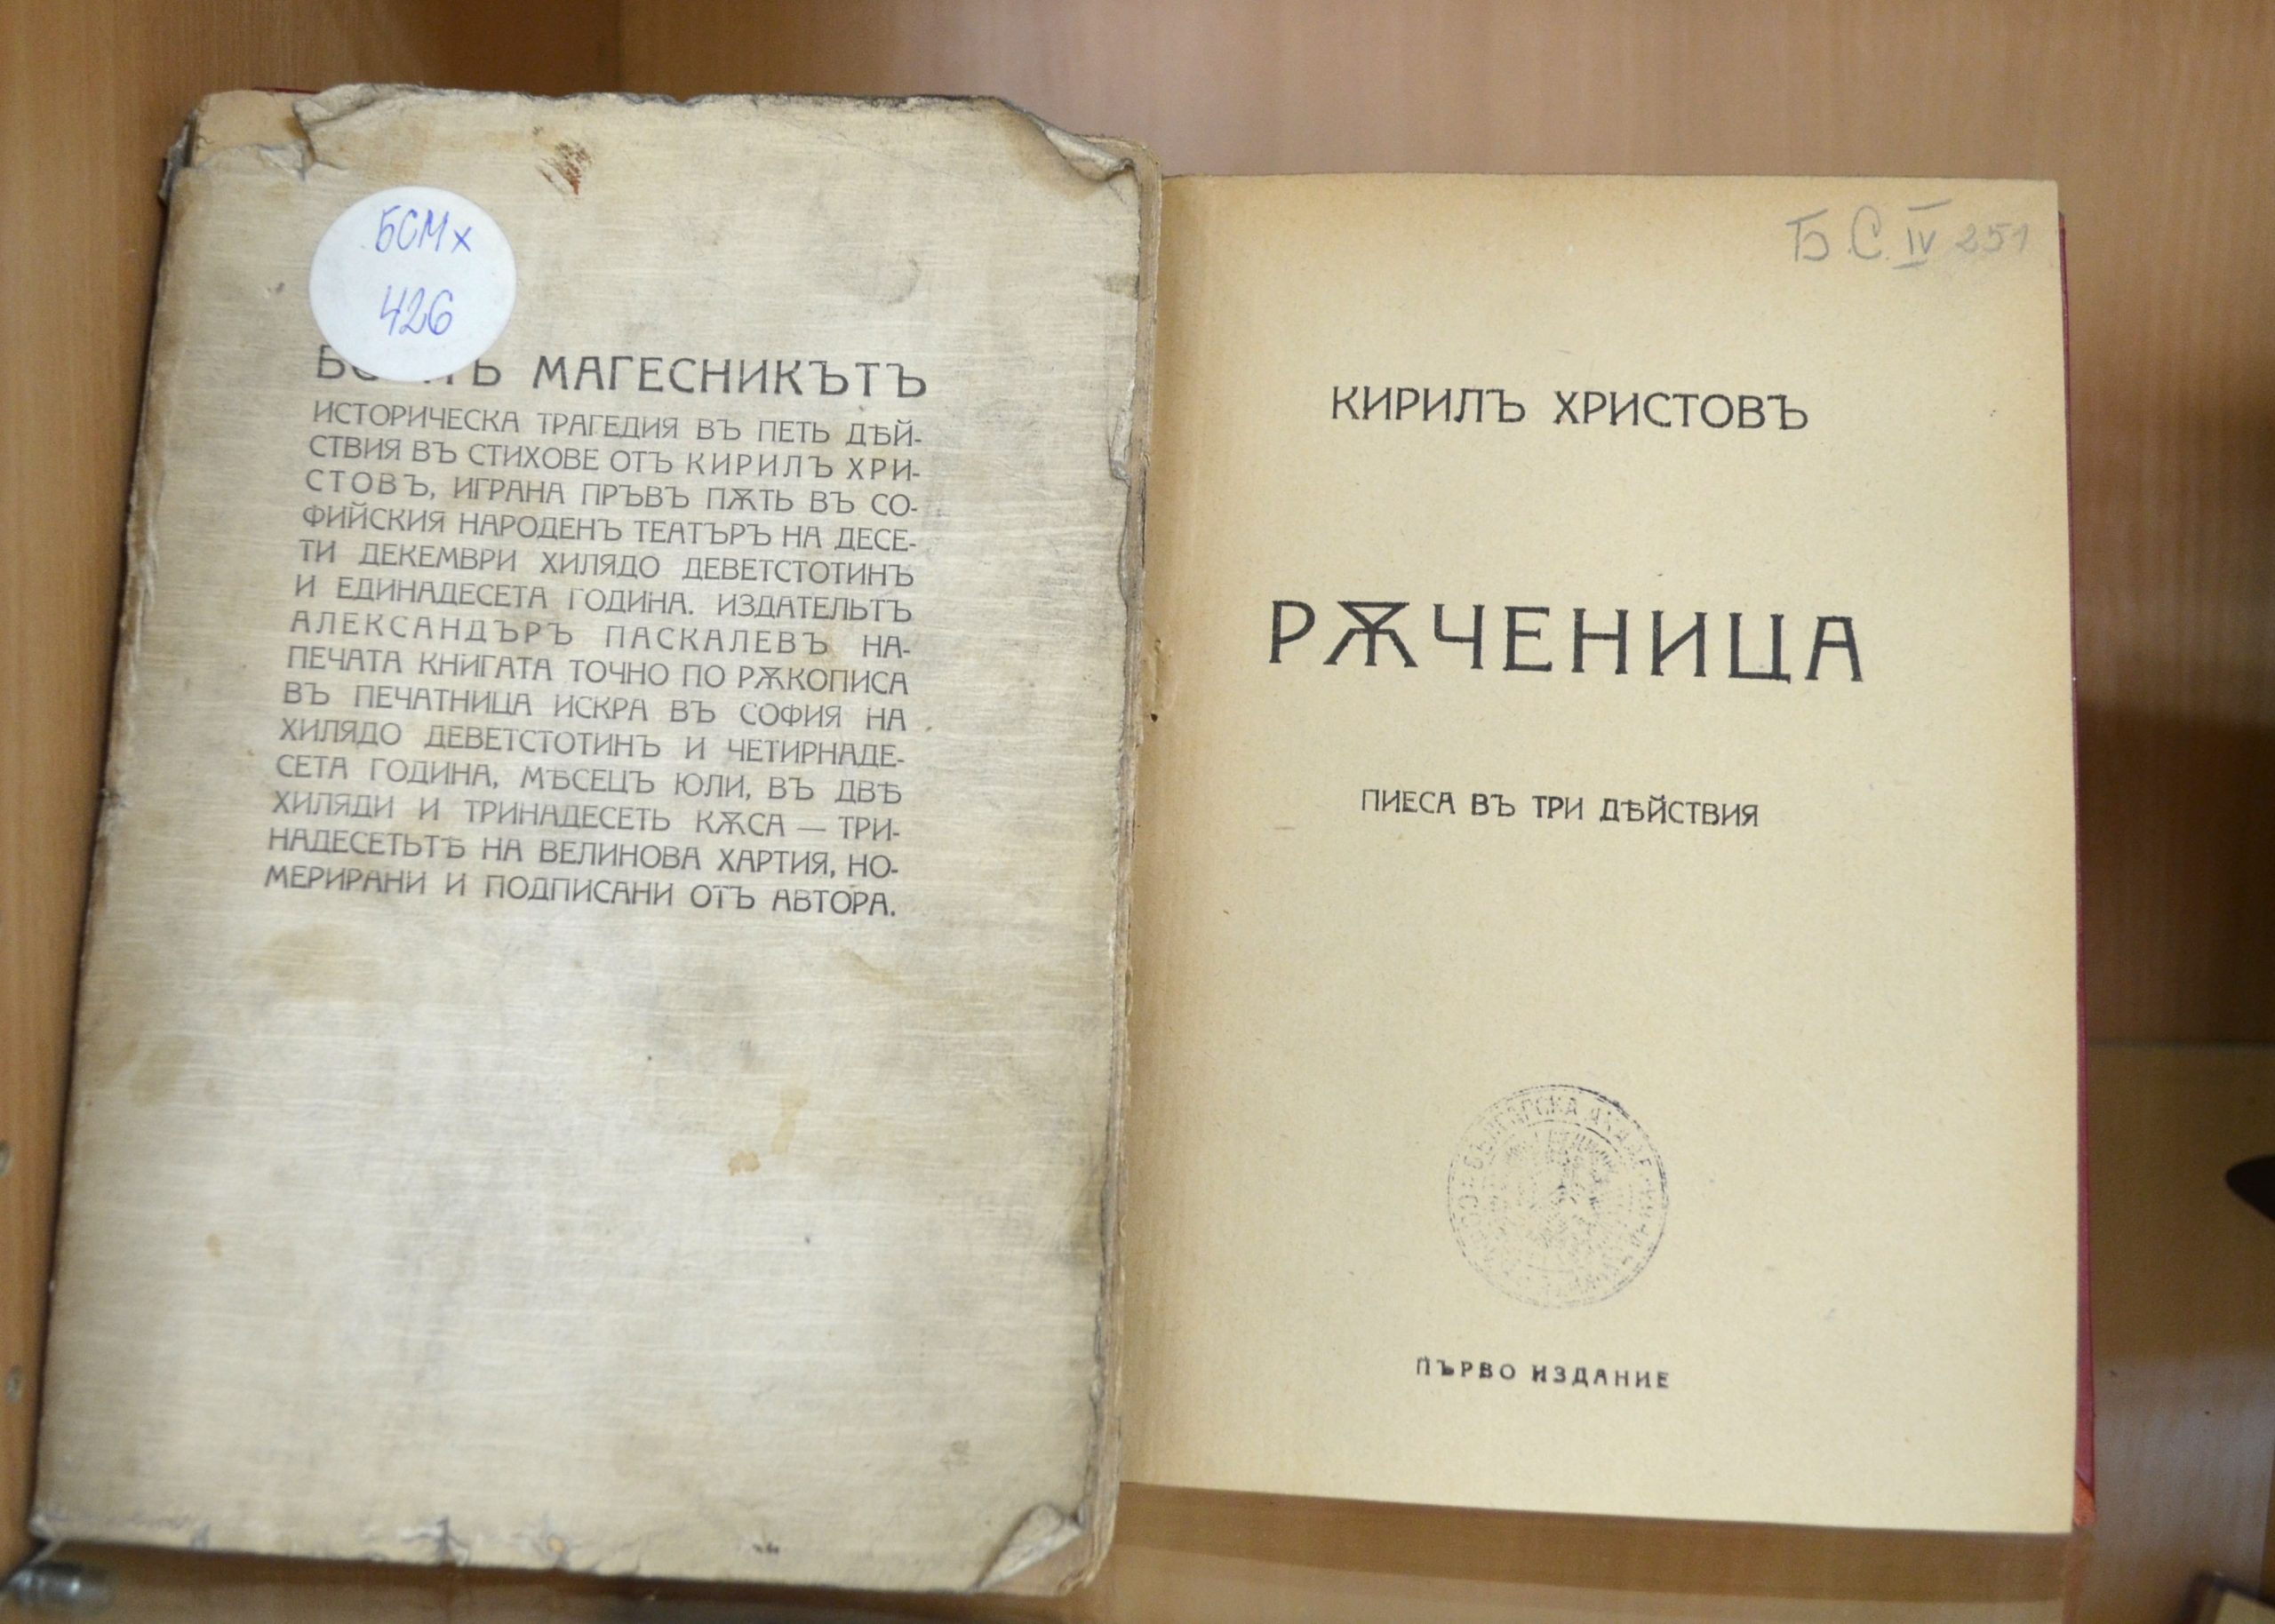 БСМх
426
МАГЕСНИКЪТЪ
ИСТОРИЧЕСКА ТРАГЕДИЯ ВЪ ПЕТЬ ДѢЙ-
СТВИЯ ВЪ СТИХОВЕ ОТЪ КИРИЛЪ ХРИ-
СТОВЪ, ИГРАНА ПРЪВЪ ПѪТЬ ВЪ СО-
ФИЙСКИЯ НАРОДЕНЪ ТЕАТЪРЪ НА ДЕСЕ-
ТИ ДЕКЕМВРИ ХИЛЯДО ДЕВЕТСТОТИНЪ
И ЕДИНАДЕСЕТА ГОДИНА. ИЗДАТЕЛЬТЪ
АЛЕКСАНДЪРЪ ПАСКАЛЕВЪ НА-
ПЕЧАТА КНИГАТА ТОЧНО ПО РѪКОПИСА
ВЪ ПЕЧАТНИЦА ИСКРА ВЪ СОФИЯ НА
ХИЛЯДО ДЕВЕТСТОТИНЪ И ЧЕТИРНАДЕ-
СЕТА ГОДИНА, МѢСЕЦЪ ЮЛИ, ВЪ ДВѢ
ХИЛЯДИ И ТРИНАДЕСЕТЬ КѪСА — ТРИ-
НАДЕСЕТЬТѢ НА ВЕЛИНОВА ХАРТИЯ, НО-
МЕРИРАНИ И ПОДПИСАНИ ОТЪ АВТОРА.
Б.С. IV 251
КИРИЛЪ ХРИСТОВЪ
РѪЧЕНИЦА
ПИЕСА ВЪ ТРИ ДѢЙСТВИЯ
ПЪРВО ИЗДАНИЕ